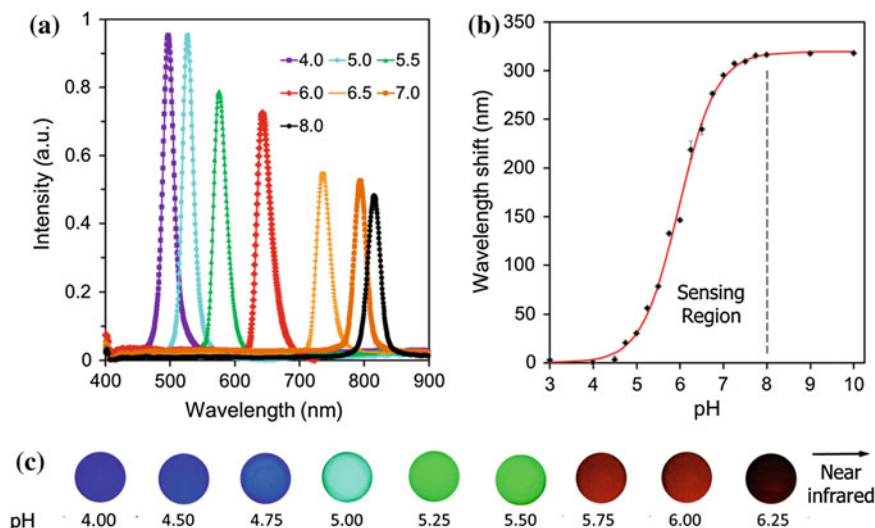 (a)
1
0.8
0.6
0.4
0.2
0
Intensity (a.u.)
4.0 5.0 5.5
6.0 6.5 7.0
8.0
400 500 600 700 800 900
Wavelength (nm)
(b)
350
300
250
200
150
100
50
0
Wavelength shift (nm)
Sensing
Region
3 4 5 6 7 8 9 10
pH
(c)
Near
infrared
pH 4.00 4.50 4.75 5.00 5.25 5.50 5.75 6.00 6.25